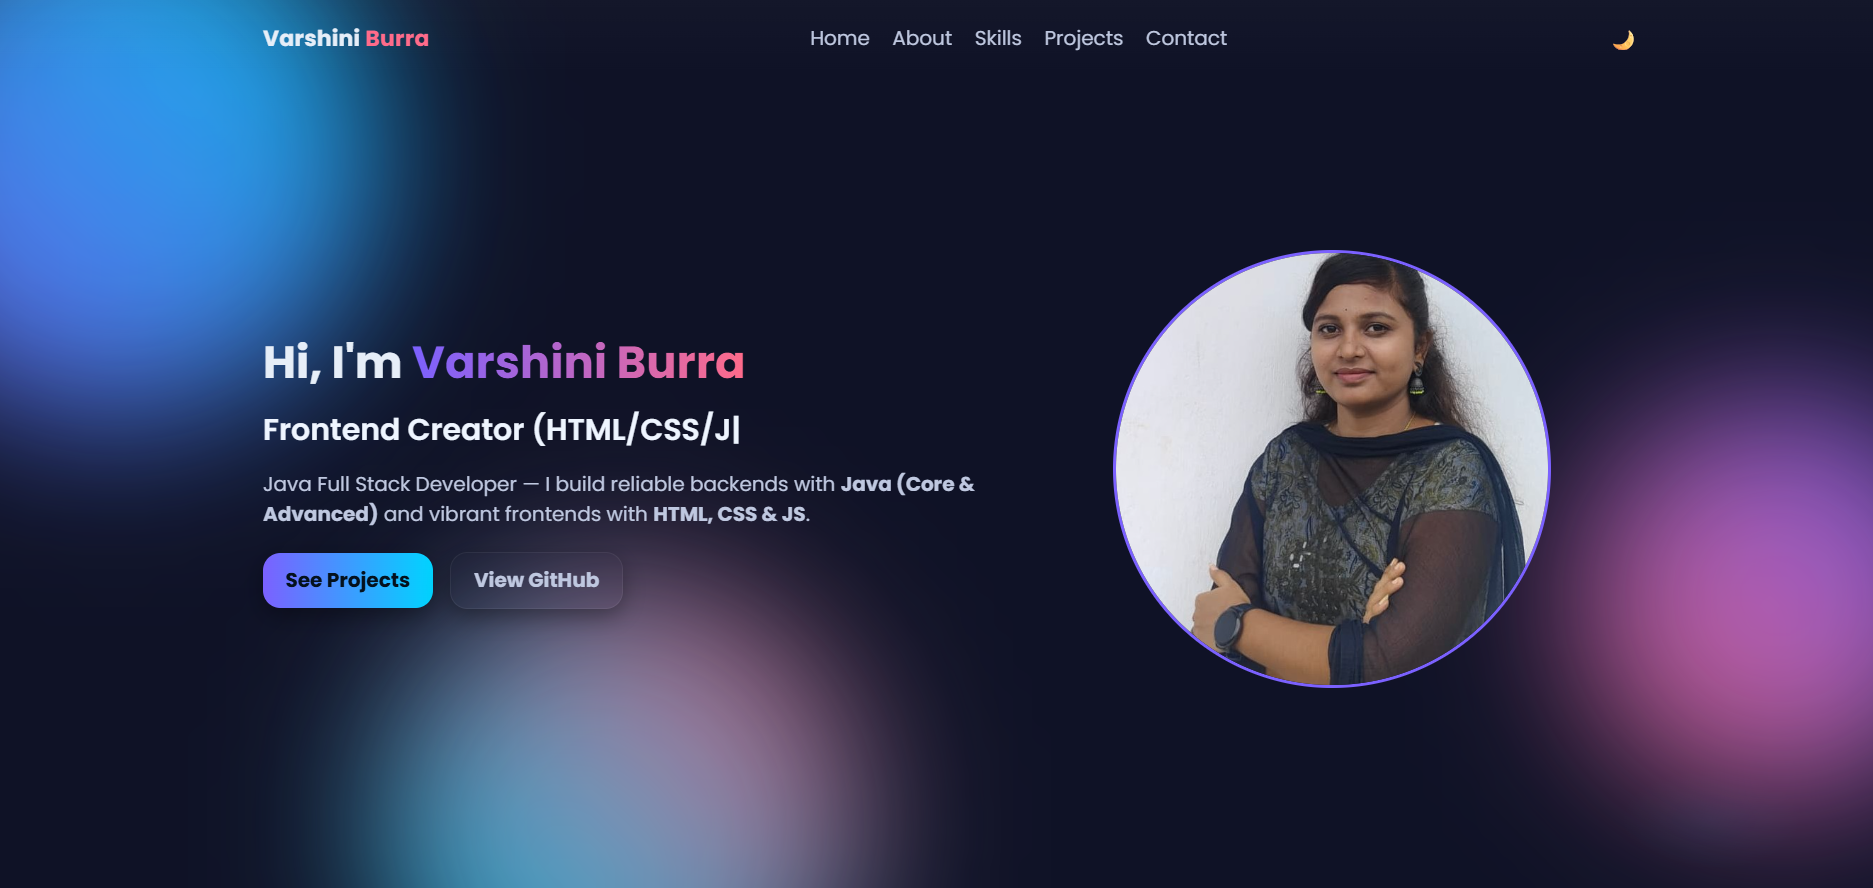 Varshini Burra
Home About Skills Projects Contact
Hi, I'm Varshini Burra
Frontend Creator (HTML/CSS/J|
Java Full Stack Developer — I build reliable backends with Java (Core &
Advanced) and vibrant frontends with HTML, CSS & JS.
See Projects
View GitHub